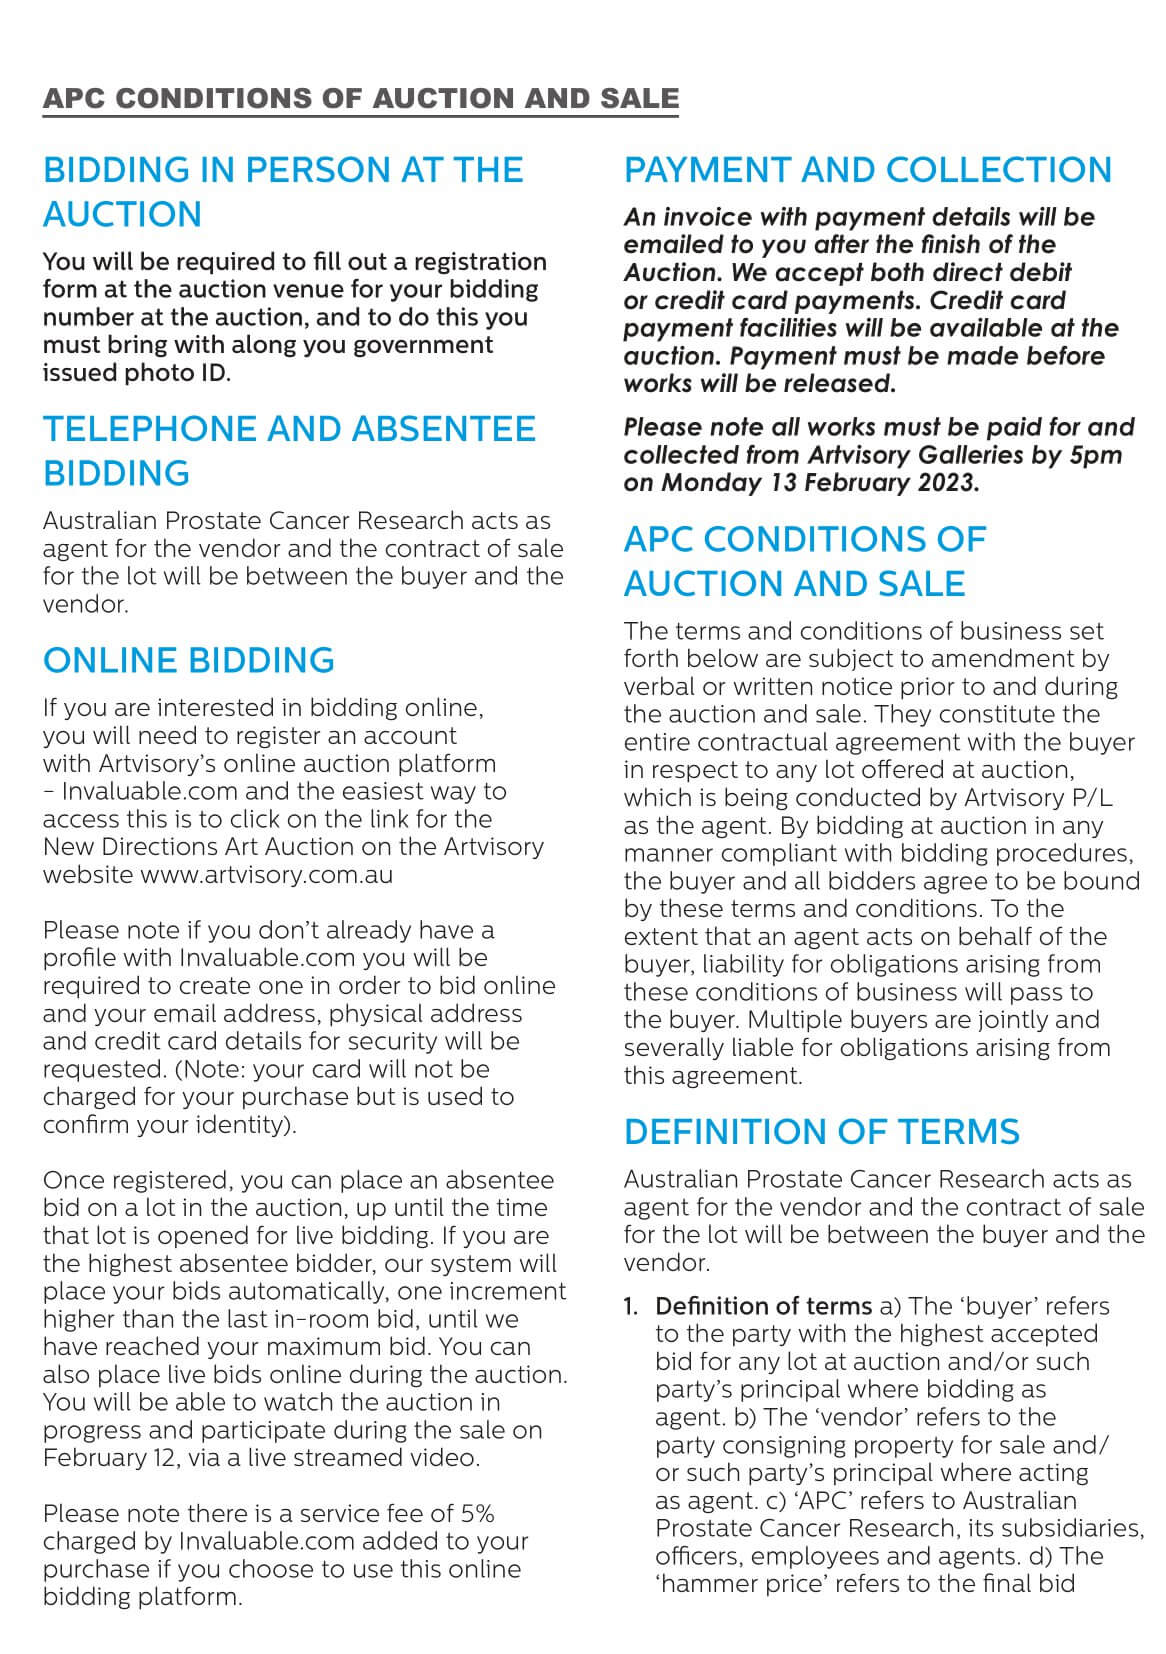 APC CONDITIONS OF AUCTION AND SALE
BIDDING IN PERSON AT THE
AUCTION
You will be required to fill out a registration
form at the auction venue for your bidding
number at the auction, and to do this you
must bring with along you government
issued photo ID.
TELEPHONE AND ABSENTEE
BIDDING
Australian Prostate Cancer Research acts as
agent for the vendor and the contract of sale
for the lot will be between the buyer and the
vendor.
ONLINE BIDDING
If you are interested in bidding online,
you will need to register an account
with Artvisory’s online auction platform
– Invaluable.com and the easiest way to
access this is to click on the link for the
New Directions Art Auction on the Artvisory
website www.artvisory.com.au
Please note if you don’t already have a
profile with Invaluable.com you will be
required to create one in order to bid online
and your email address, physical address
and credit card details for security will be
requested. (Note: your card will not be
charged for your purchase but is used to
confirm your identity).
Once registered, you can place an absentee
bid on a lot in the auction, up until the time
that lot is opened for live bidding. If you are
the highest absentee bidder, our system will
place your bids automatically, one increment
higher than the last in-room bid, until we
have reached your maximum bid. You can
also place live bids online during the auction.
You will be able to watch the auction in
progress and participate during the sale on
February 12, via a live streamed video.
Please note there is a service fee of 5%
charged by Invaluable.com added to your
purchase if you choose to use this online
bidding platform.
PAYMENT AND COLLECTION
An invoice with payment details will be
emailed to you after the finish of the
Auction. We accept both direct debit
or credit card payments. Credit card
payment facilities will be available at the
auction. Payment must be made before
works will be released.
Please note all works must be paid for and
collected from Artvisory Galleries by 5pm
on Monday 13 February 2023.
APC CONDITIONS OF
AUCTION AND SALE
The terms and conditions of business set
forth below are subject to amendment by
verbal or written notice prior to and during
the auction and sale. They constitute the
entire contractual agreement with the buyer
in respect to any lot offered at auction,
which is being conducted by Artvisory P/L
as the agent. By bidding at auction in any
manner compliant with bidding procedures,
the buyer and all bidders agree to be bound
by these terms and conditions. To the
extent that an agent acts on behalf of the
buyer, liability for obligations arising from
these conditions of business will pass to
the buyer. Multiple buyers are jointly and
severally liable for obligations arising from
this agreement.
DEFINITION OF TERMS
Australian Prostate Cancer Research acts as
agent for the vendor and the contract of sale
for the lot will be between the buyer and the
vendor.
1. Definition of terms a) The ‘buyer’ refers
to the party with the highest accepted
bid for any lot at auction and/or such
party’s principal where bidding as
agent. b) The ‘vendor’ refers to the
party consigning property for sale and/
or such party’s principal where acting
as agent. c) ‘APC’ refers to Australian
Prostate Cancer Research, its subsidiaries,
officers, employees and agents. d) The
‘hammer price’ refers to the final bid